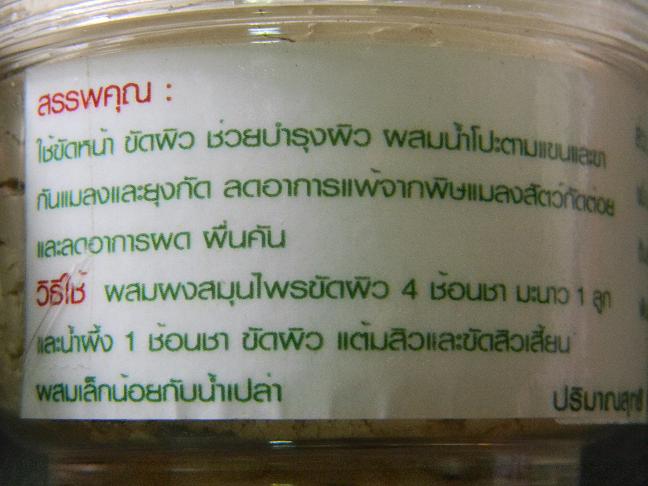 สรรพคุณ :
ใช้ขัดหน้า ขัดผิว ช่วยบำรุงผิว ผสมน้ำโปะตามแขนและขา
กันแมลงและยุงกัด ลดอาการแพ้จากพิษแมลงสัตว์กัดต่อย
และลดอาการผด ผื่นคัน
วิธีใช้ ผสมผงสมุนไพรขัดผิว 4 ช้อนชา มะนาว 1 ลูก
และน้ำผึ้ง 1 ช้อนชา ขัดผิว แต้มสิวและขัดสิวเสี้ยน
ผสมเล็กน้อยกับน้ำเปล่า
ปริมาณสุทธิ